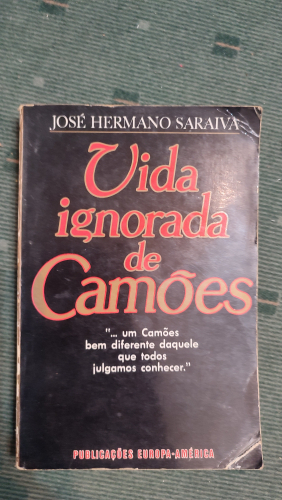 JOSÉ HERMANO SARAIVA
Vida
ignorada
de
Camões
"... um Camões
bem diferente daquele
que todos
julgamos conhecer."
PUBLICAÇÕES EUROPA-AMÉRICA